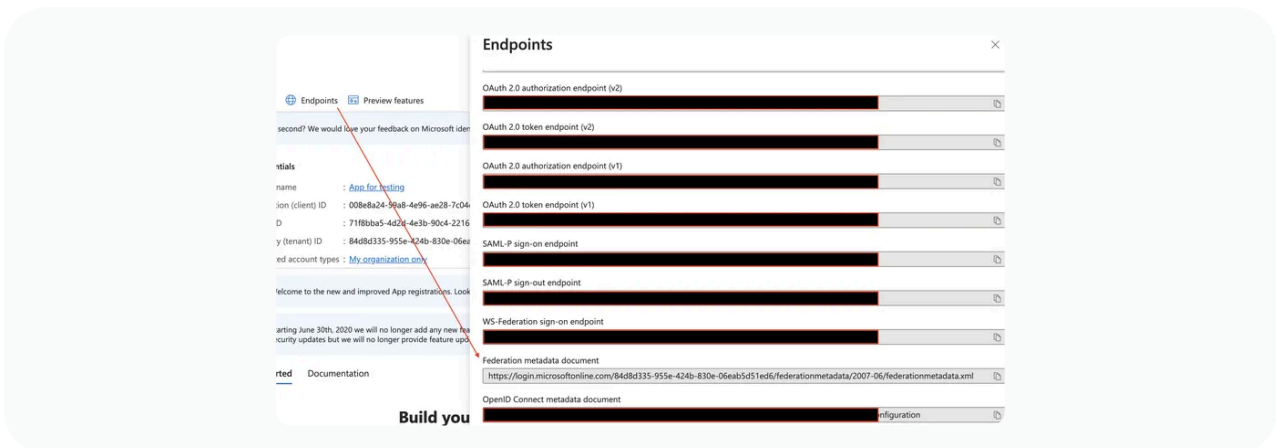 Endpoints
Endpoints Preview features
second? We would love your feedback on Microsoft iden
ntials
name : App for testing
tion (client) ID : 008e8a24-59a8-4e96-ae28-7c04
D : 71f8bba5-4d2d-4e3b-90c4-2216
y (tenant) ID : 84d8d335-955e-424b-830e-06ea
ed account types : My organization only
elcome to the new and improved App registrations. Look
arting June 30th, 2020 we will no longer add any new fea
ecurity updates but we will no longer provide feature upd
rted Documentation
Build you
OAuth 2.0 authorization endpoint (v2)
OAuth 2.0 token endpoint (v2)
OAuth 2.0 authorization endpoint (v1)
OAuth 2.0 token endpoint (v1)
SAML-P sign-on endpoint
SAML-P sign-out endpoint
WS-Federation sign-on endpoint
Federation metadata document
https://login.microsoftonline.com/84d8d335-955e-424b-830e-06eab5d51ed6/federationmetadata/2007-06/federationmetadata.xml
OpenID Connect metadata document
nfiguration